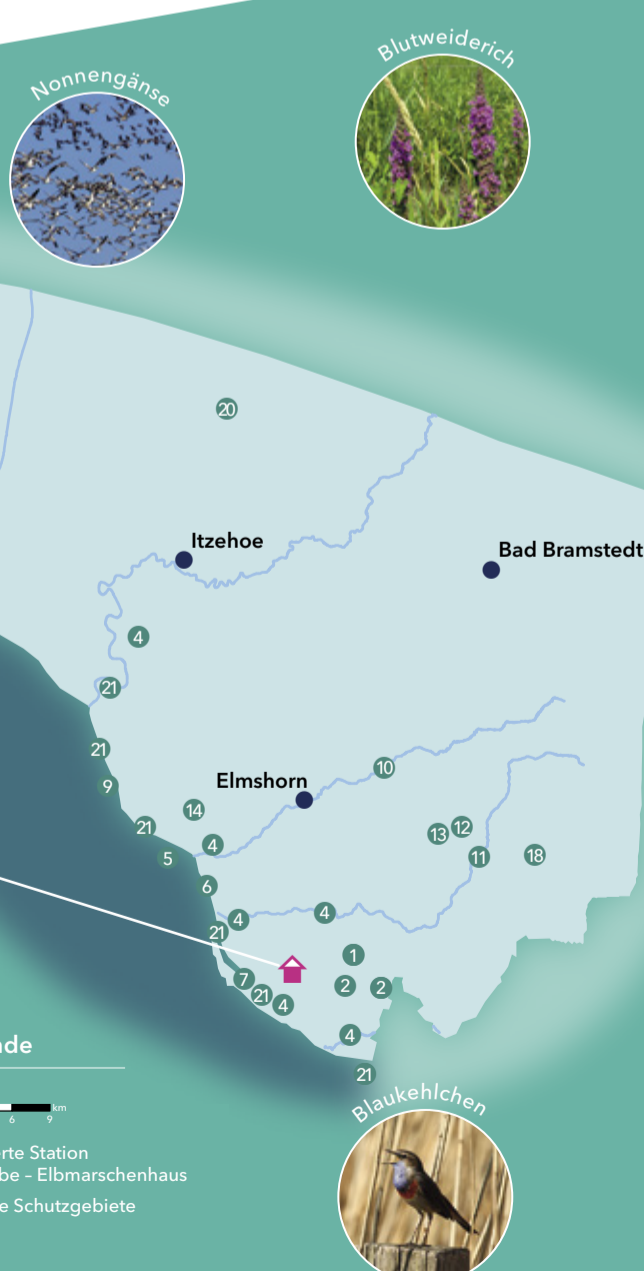 Blutweiderich
Nonnengänse
20
Itzehoe
Bad Bramstedt
4
21
21
9
10
Elmshorn
14
21
4
12
13
5
11
18
6
4
4
21
1
7
2
2
21
4
4
21
nde
km
6 9
Blaukehlchen
rte Station
be – Elbmarschenhaus
e Schutzgebiete